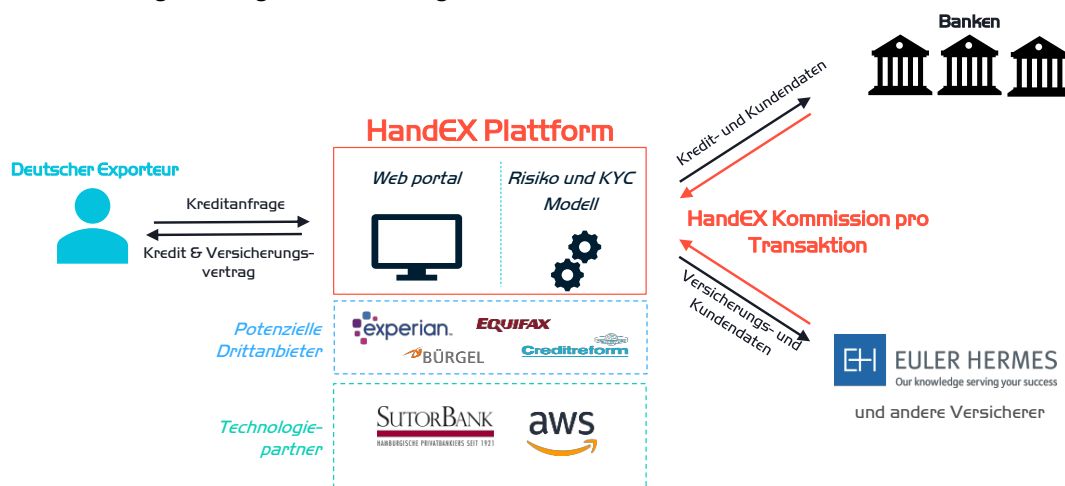 Banken
Kredit- und Kundendaten
HandEX Plattform
Deutscher Exporteur
Web portal
Risiko und KYC
Modell
Kreditanfrage
Kredit & Versicherungs-
vertrag
HandEX Kommission pro
Transaktion
Versicherungs- und
Kundendaten
Potenzielle
Drittanbieter
experian.
EQUIFAX
BÜRGEL
Creditreform
EH
EULER HERMES
Our knowledge serving your success
und andere Versicherer
Technologie-
partner
SUTORBANK
HAMBURGISCHE PRIVATBANKIERS SEIT 1921
aws